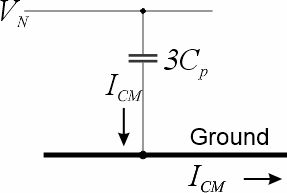 V_N
3C_p
I_CM
Ground
I_CM